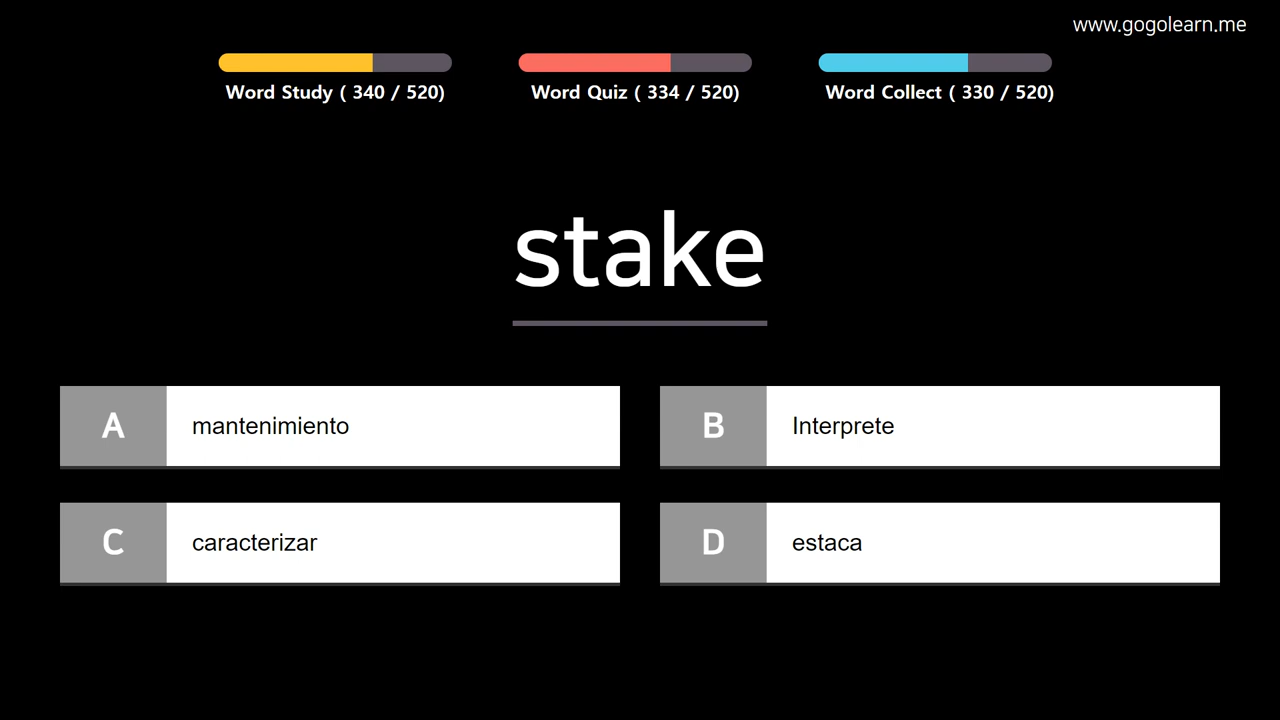 www.gogolearn.me
Word Study ( 340 / 520)
Word Quiz ( 334 / 520)
Word Collect ( 330 / 520)
stake
A mantenimiento
B Interprete
C caracterizar
D estaca